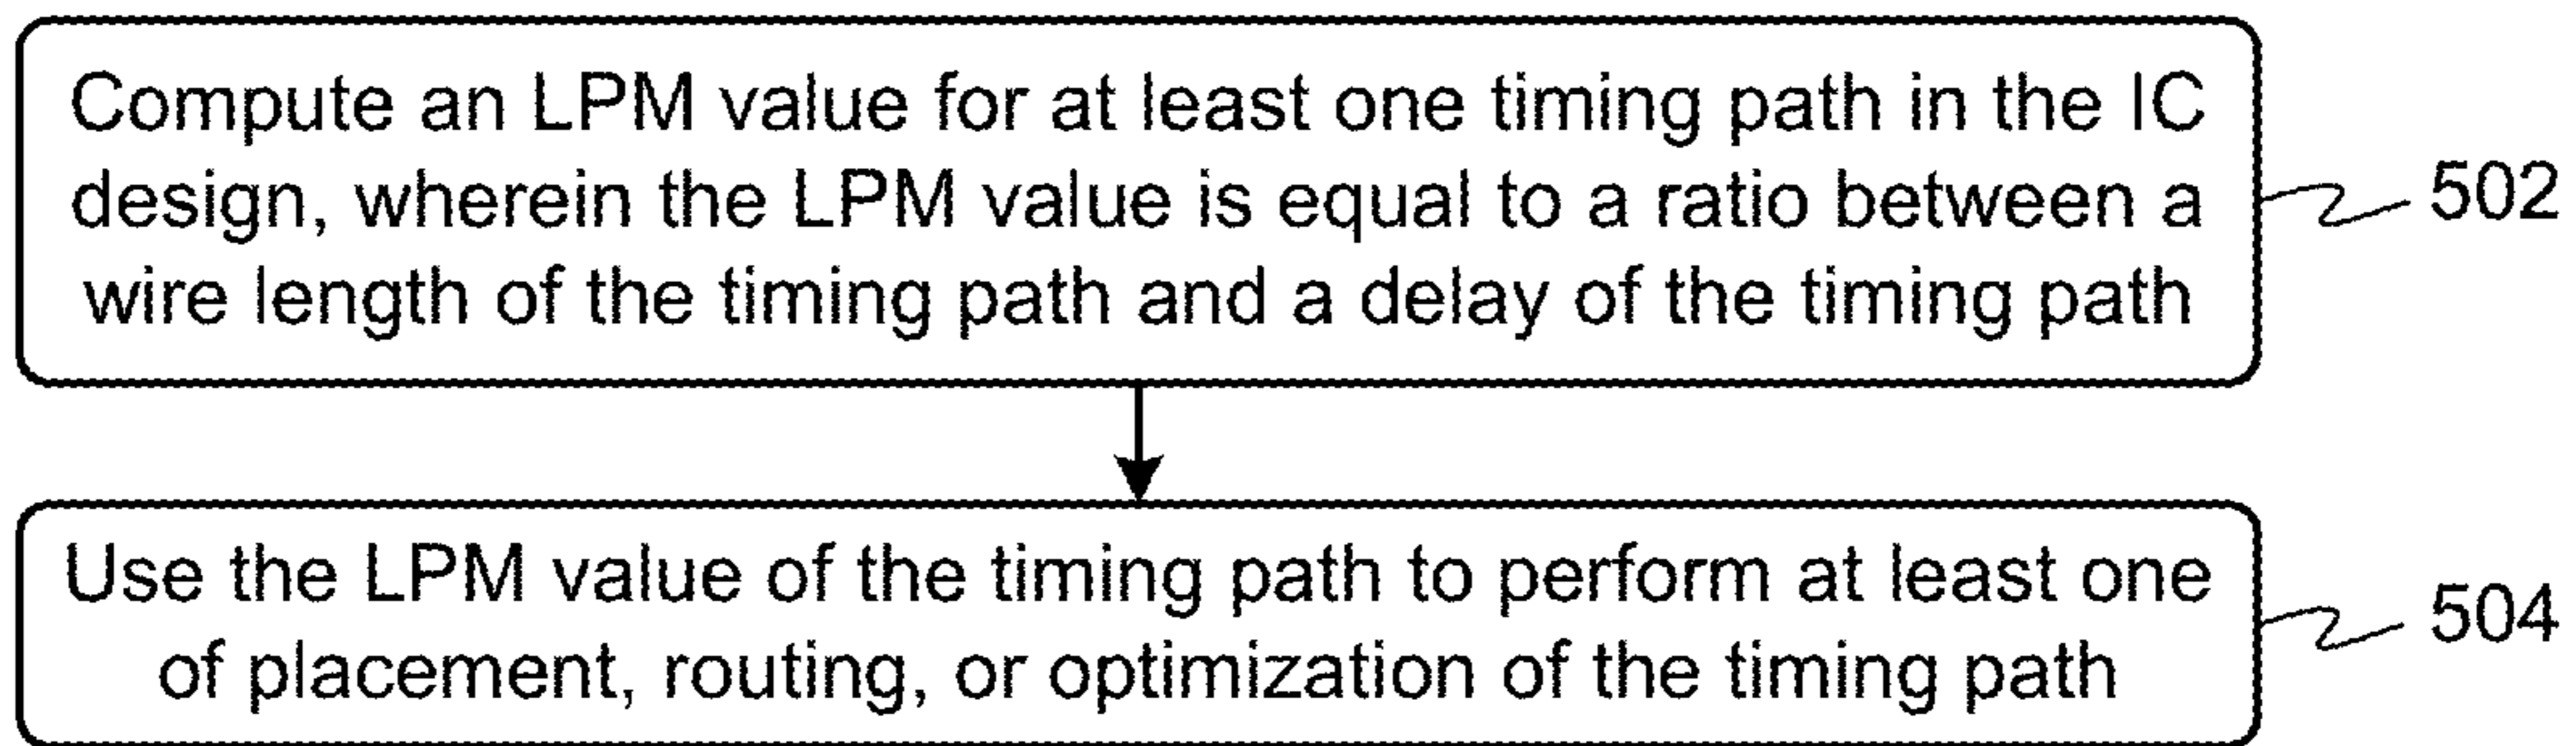 Compute an LPM value for at least one timing path in the IC
design, wherein the LPM value is equal to a ratio between a
wire length of the timing path and a delay of the timing path
502
Use the LPM value of the timing path to perform at least one
of placement, routing, or optimization of the timing path
504